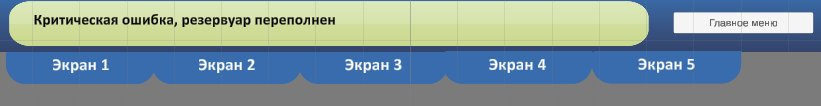 Критическая ошибка, резервуар переполнен
Главное меню
Экран 1
Экран 2
Экран 3
Экран 4
Экран 5